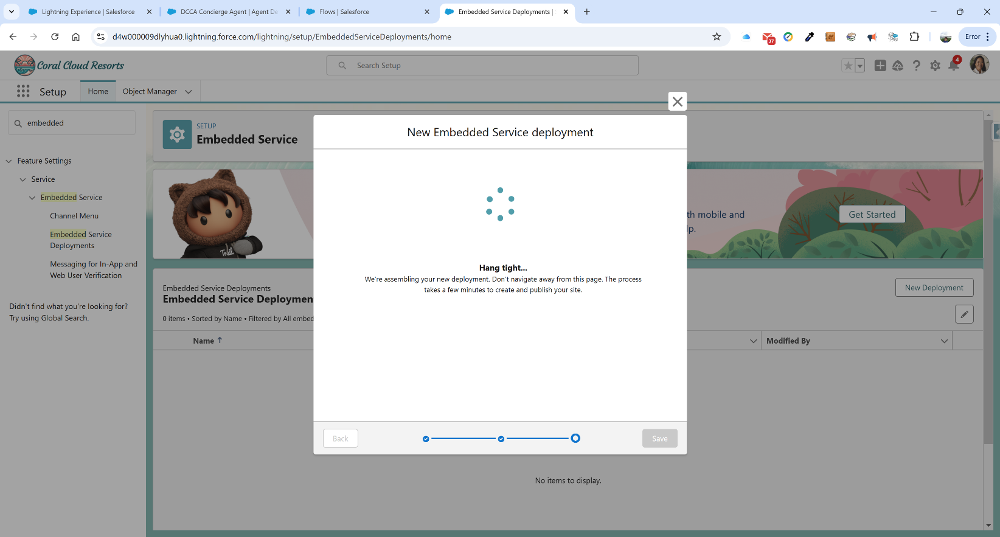 Lightning Experience | Salesforce
DCCA Concierge Agent | Agent De
Flows | Salesforce
Embedded Service Deployments |
d4w000009dlyhua0.lightning.force.com/lightning/setup/EmbeddedServiceDeployments/home
37
Error
Coral Cloud Resorts
Search Setup
4
Setup
Home
Object Manager
embedded
SETUP
Embedded Service
New Embedded Service deployment
Feature Settings
Service
Embedded Service
Channel Menu
Embedded Service
Deployments
Messaging for In-App and
Web User Verification
Didn't find what you're looking for?
Try using Global Search.
th mobile and
lp.
Get Started
Hang tight...
We're assembling your new deployment. Don't navigate away from this page. The process
takes a few minutes to create and publish your site.
Embedded Service Deployments
Embedded Service Deploymen
New Deployment
0 items • Sorted by Name • Filtered by All embed
Name
Modified By
Back
Save
No items to display.